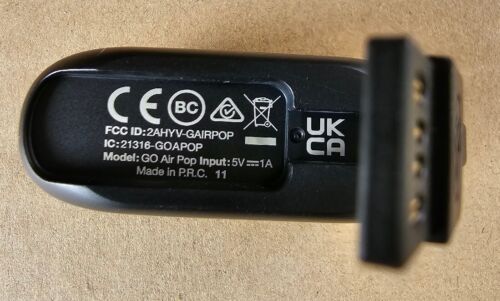 CE BC
FCC ID:2AHYV-GAIRPOP
IC:21316-GOAPOP
Model: GO Air Pop Input: 5V⎓1A
Made in P.R.C. 11
UK
CA